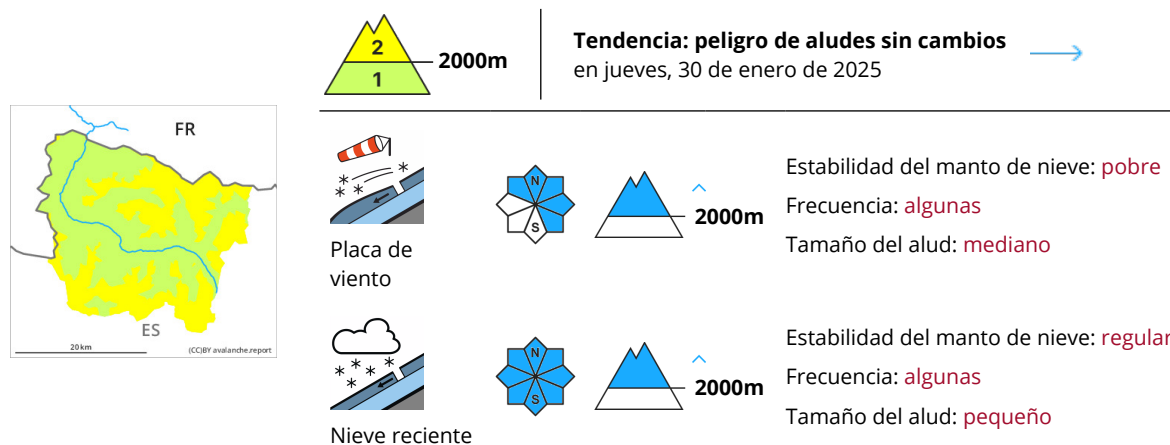 2
1
2000m
Tendencia: peligro de aludes sin cambios
en jueves, 30 de enero de 2025
FR
ES
20 km
(CC)BY avalanche.report
Placa de
viento
N
S
2000m
Estabilidad del manto de nieve: pobre
Frecuencia: algunas
Tamaño del alud: mediano
Nieve reciente
N
S
2000m
Estabilidad del manto de nieve: regular
Frecuencia: algunas
Tamaño del alud: pequeño